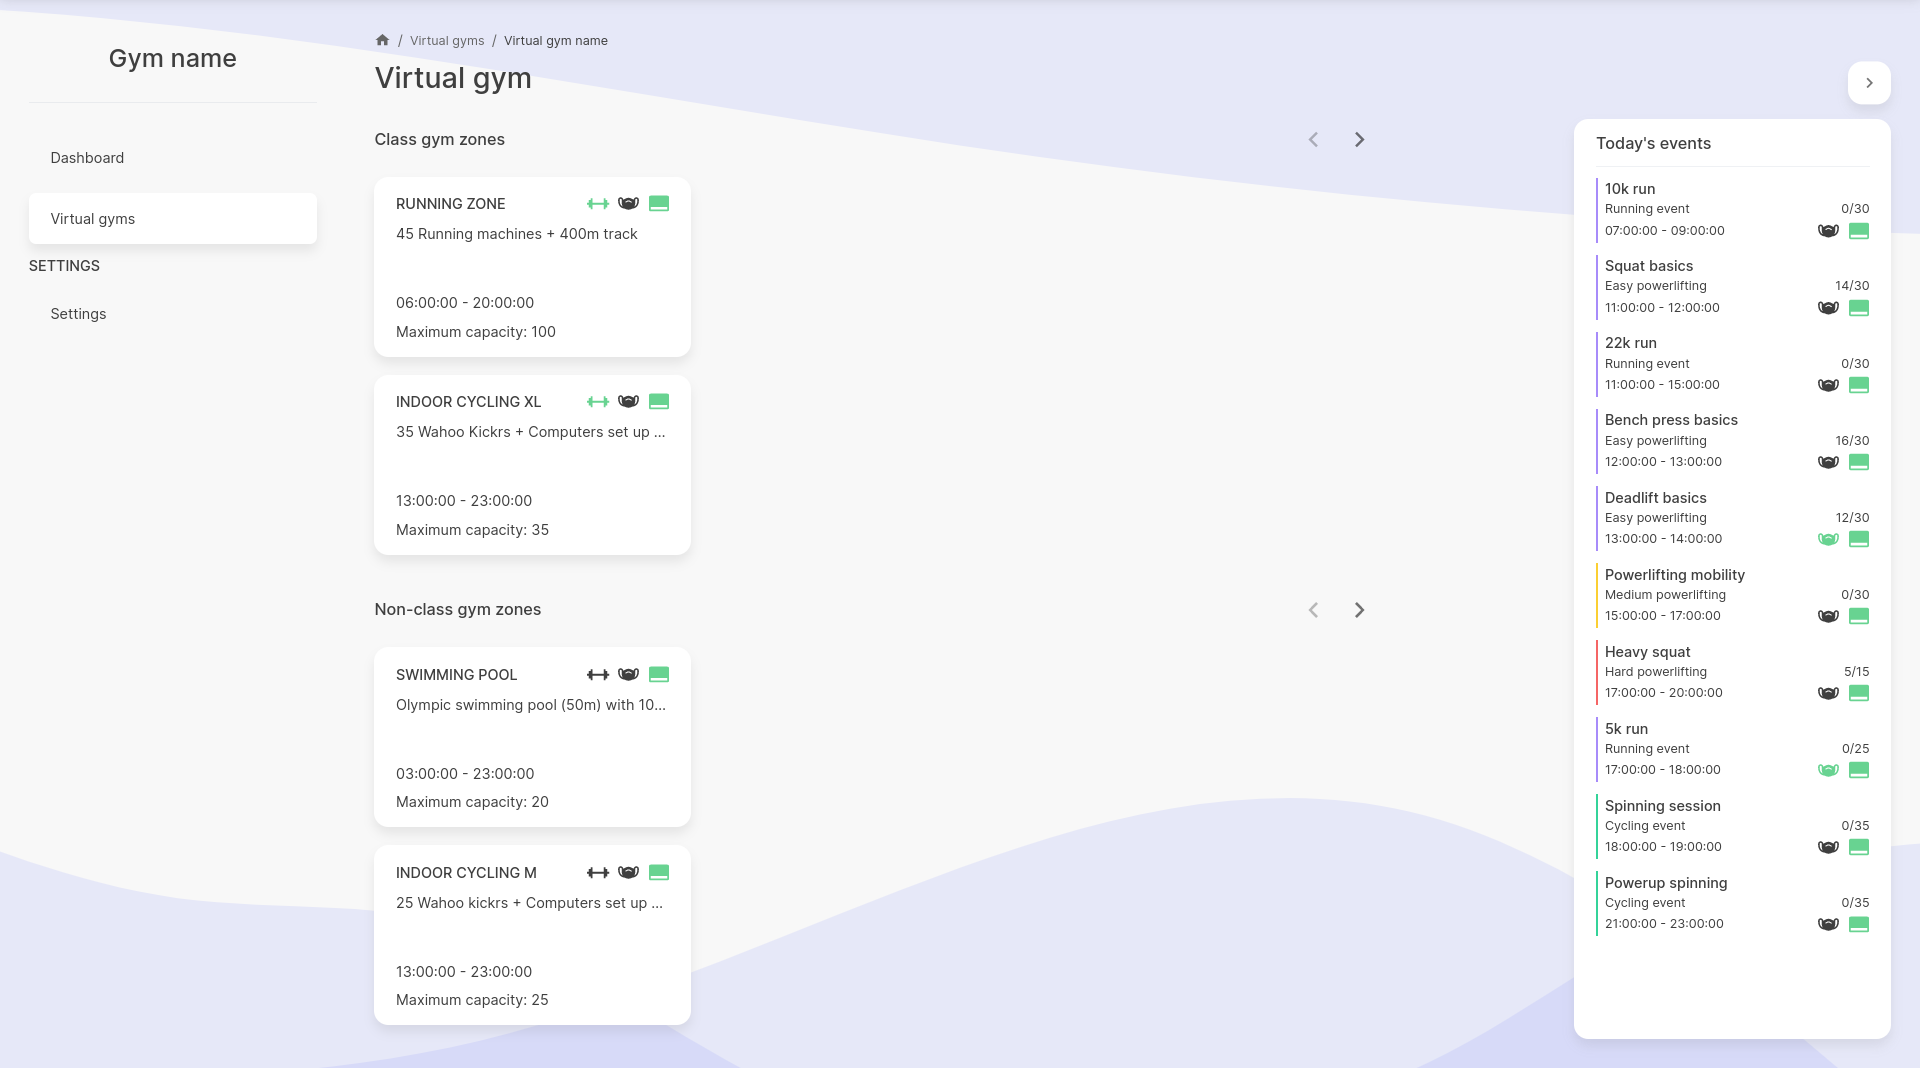 Gym name
Dashboard
Virtual gyms
SETTINGS
Settings
/ Virtual gyms / Virtual gym name
Virtual gym
Class gym zones
RUNNING ZONE
45 Running machines + 400m track
06:00:00 - 20:00:00
Maximum capacity: 100
INDOOR CYCLING XL
35 Wahoo Kickrs + Computers set up ...
13:00:00 - 23:00:00
Maximum capacity: 35
Non-class gym zones
SWIMMING POOL
Olympic swimming pool (50m) with 10...
03:00:00 - 23:00:00
Maximum capacity: 20
INDOOR CYCLING M
25 Wahoo kickrs + Computers set up ...
13:00:00 - 23:00:00
Maximum capacity: 25
Today's events
10k run
Running event 0/30
07:00:00 - 09:00:00
Squat basics
Easy powerlifting 14/30
11:00:00 - 12:00:00
22k run
Running event 0/30
11:00:00 - 15:00:00
Bench press basics
Easy powerlifting 16/30
12:00:00 - 13:00:00
Deadlift basics
Easy powerlifting 12/30
13:00:00 - 14:00:00
Powerlifting mobility
Medium powerlifting 0/30
15:00:00 - 17:00:00
Heavy squat
Hard powerlifting 5/15
17:00:00 - 20:00:00
5k run
Running event 0/25
17:00:00 - 18:00:00
Spinning session
Cycling event 0/35
18:00:00 - 19:00:00
Powerup spinning
Cycling event 0/35
21:00:00 - 23:00:00